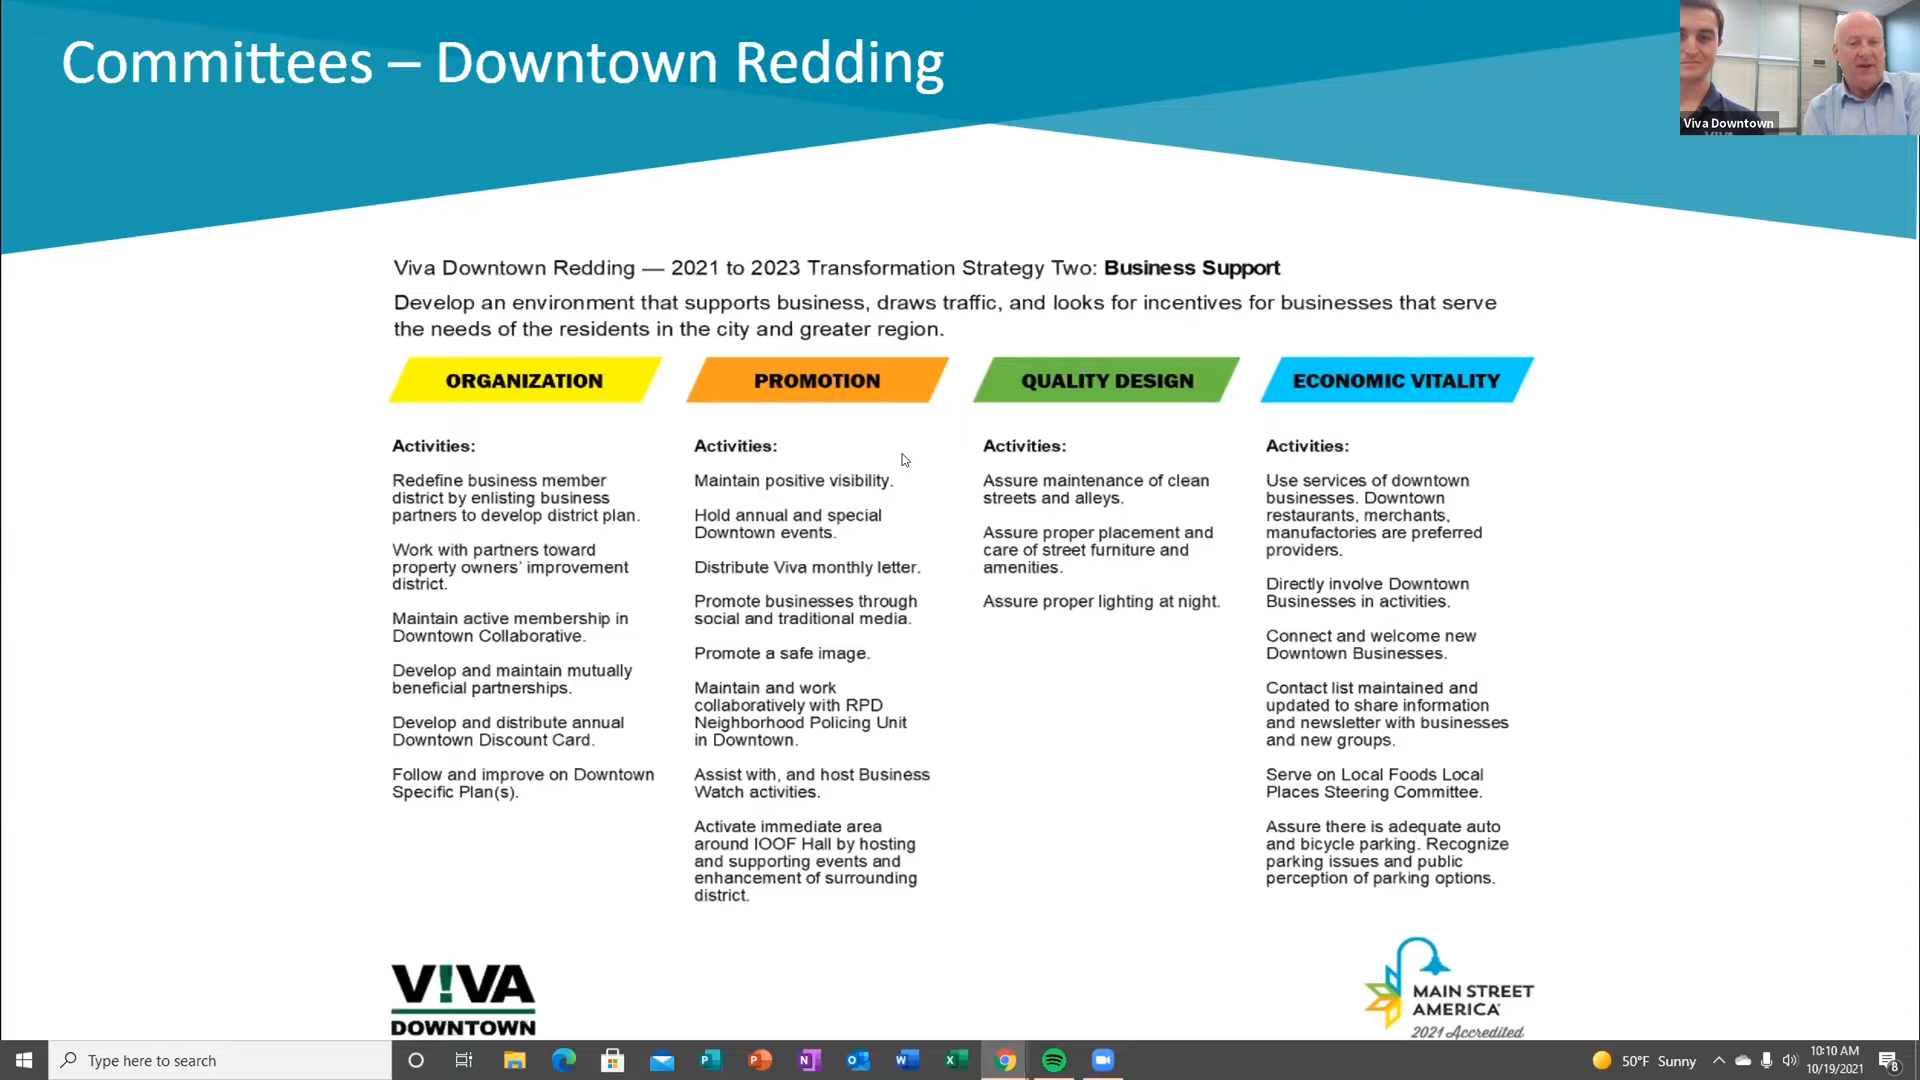 Committees – Downtown Redding
Viva Downtown
Viva Downtown Redding — 2021 to 2023 Transformation Strategy Two: Business Support
Develop an environment that supports business, draws traffic, and looks for incentives for businesses that serve
the needs of the residents in the city and greater region.
ORGANIZATION
Activities:
Redefine business member
district by enlisting business
partners to develop district plan.
Work with partners toward
property owners' improvement
district.
Maintain active membership in
Downtown Collaborative.
Develop and maintain mutually
beneficial partnerships.
Develop and distribute annual
Downtown Discount Card.
Follow and improve on Downtown
Specific Plan(s).
PROMOTION
Activities:
Maintain positive visibility.
Hold annual and special
Downtown events.
Distribute Viva monthly letter.
Promote businesses through
social and traditional media.
Promote a safe image.
Maintain and work
collaboratively with RPD
Neighborhood Policing Unit
in Downtown.
Assist with, and host Business
Watch activities.
Activate immediate area
around IOOF Hall by hosting
and supporting events and
enhancement of surrounding
district.
QUALITY DESIGN
Activities:
Assure maintenance of clean
streets and alleys.
Assure proper placement and
care of street furniture and
amenities.
Assure proper lighting at night.
ECONOMIC VITALITY
Activities:
Use services of downtown
businesses. Downtown
restaurants, merchants,
manufactories are preferred
providers.
Directly involve Downtown
Businesses in activities.
Connect and welcome new
Downtown Businesses.
Contact list maintained and
updated to share information
and newsletter with businesses
and new groups.
Serve on Local Foods Local
Places Steering Committee.
Assure there is adequate auto
and bicycle parking. Recognize
parking issues and public
perception of parking options.
V!VA
DOWNTOWN
MAIN STREET
AMERICA
2021 Accredited
Type here to search
50°F Sunny
10:10 AM
10/19/2021
8